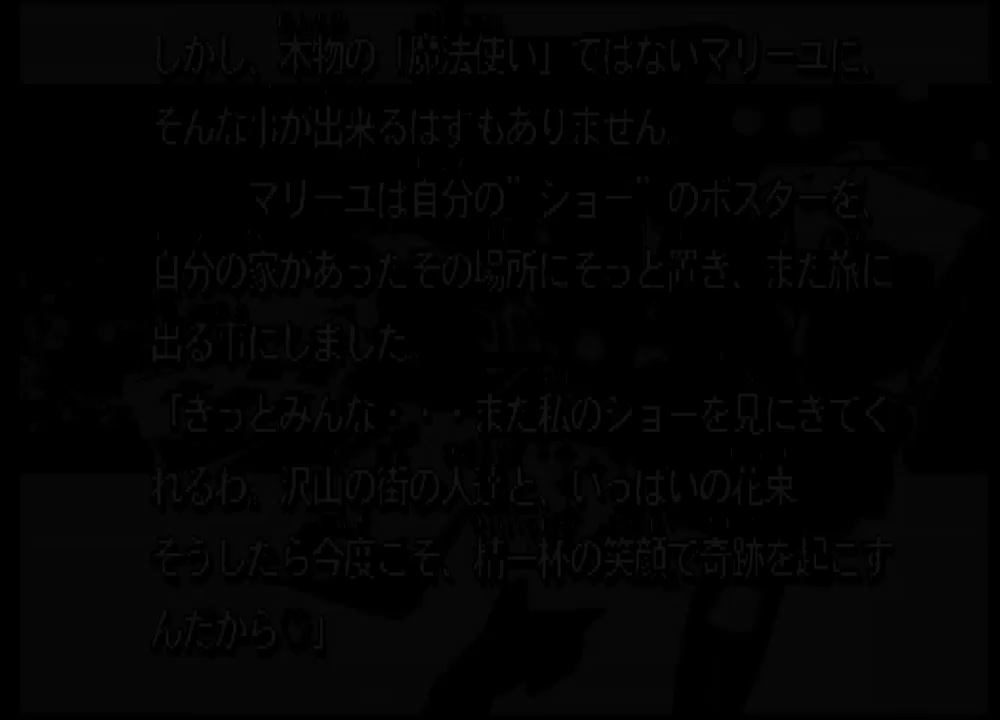 しかし、本物の「魔法使い」ではないマリーユに、
そんな事が出来るはずもありません。
マリーユは自分の”ショー”のポスターを、
自分の家があったその場所にそっと置き、また旅に
出る事にしました。
「きっとみんな・・・また私のショーを見にきてく
れるわ、沢山の街の人達と、いっぱいの花束
そうしたら今度こそ、精一杯の笑顔で奇跡を起こす
んだから♡」